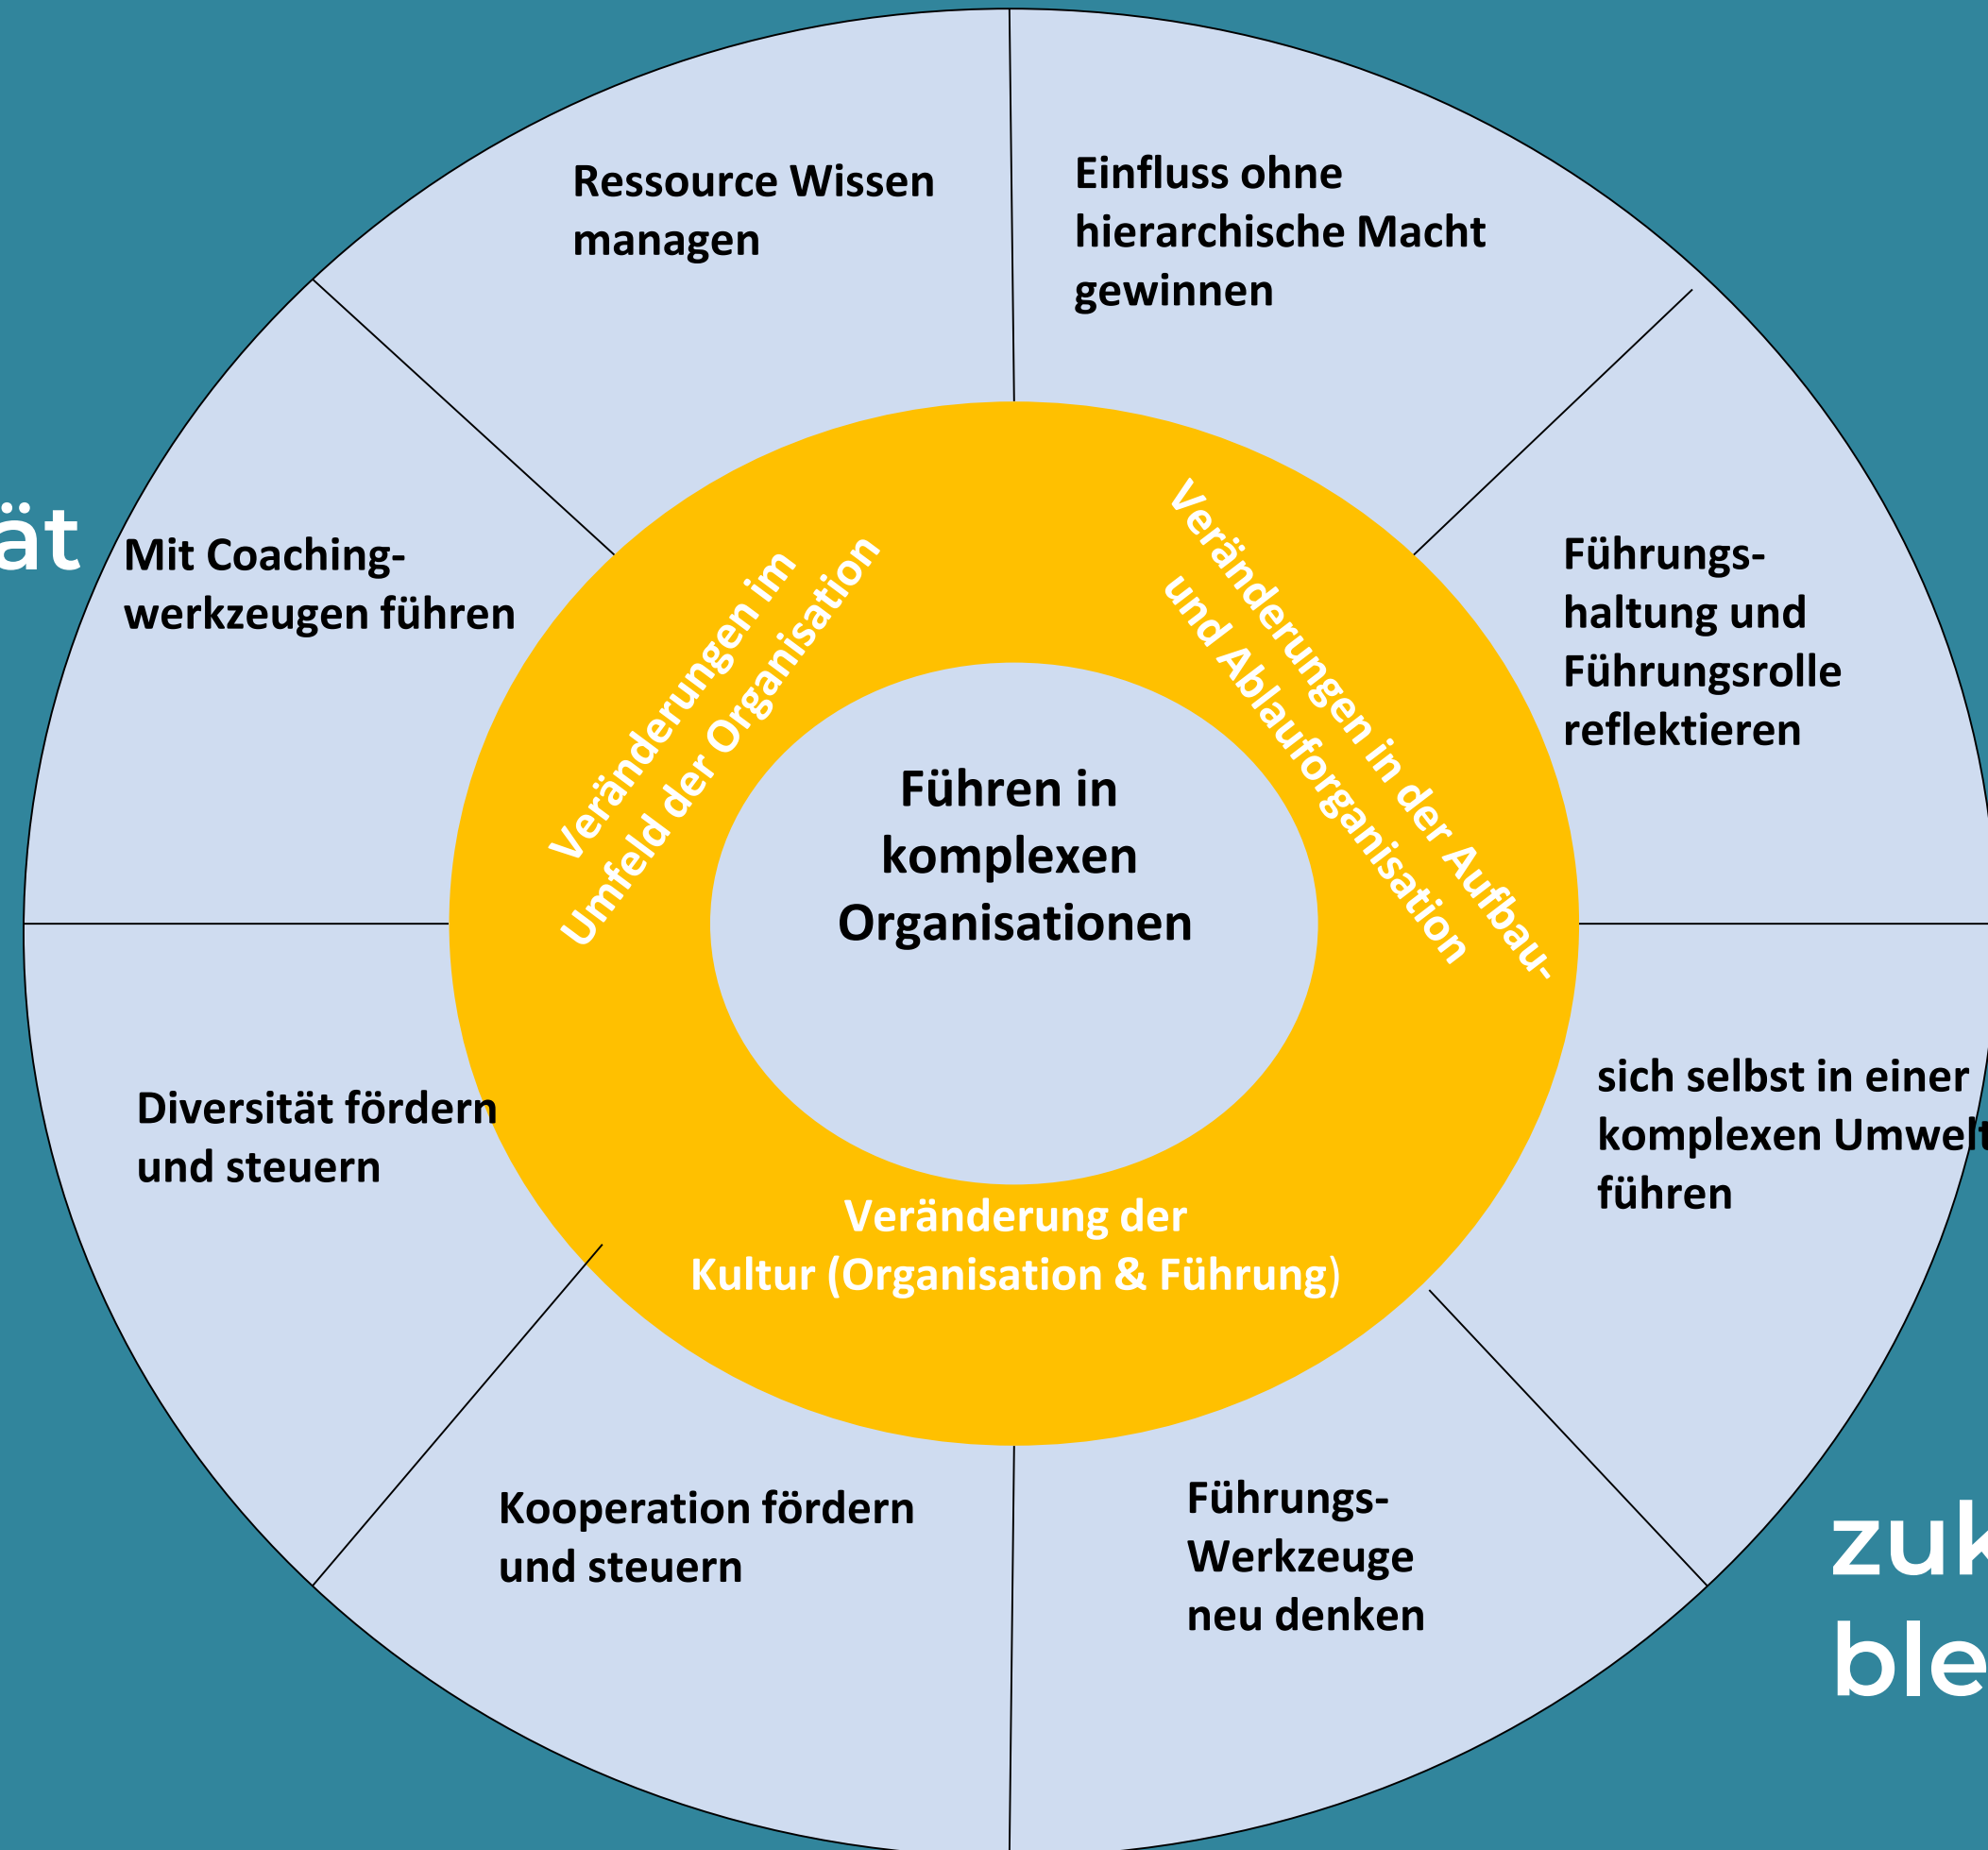 Ressource Wissen
managen
Einfluss ohne
hierarchische Macht
gewinnen
Mit Coaching-
werkzeugen führen
Führungs-
haltung und
Führungsrolle
reflektieren
Veränderungen im
Umfeld der Organisation
Veränderungen in der Aufbau-
und Ablauforganisation
Führen in
komplexen
Organisationen
Diversität fördern
und steuern
sich selbst in einer
komplexen Umwelt
führen
Veränderung der
Kultur (Organisation & Führung)
Kooperation fördern
und steuern
Führungs-
Werkzeuge
neu denken
ät
zuk
ble